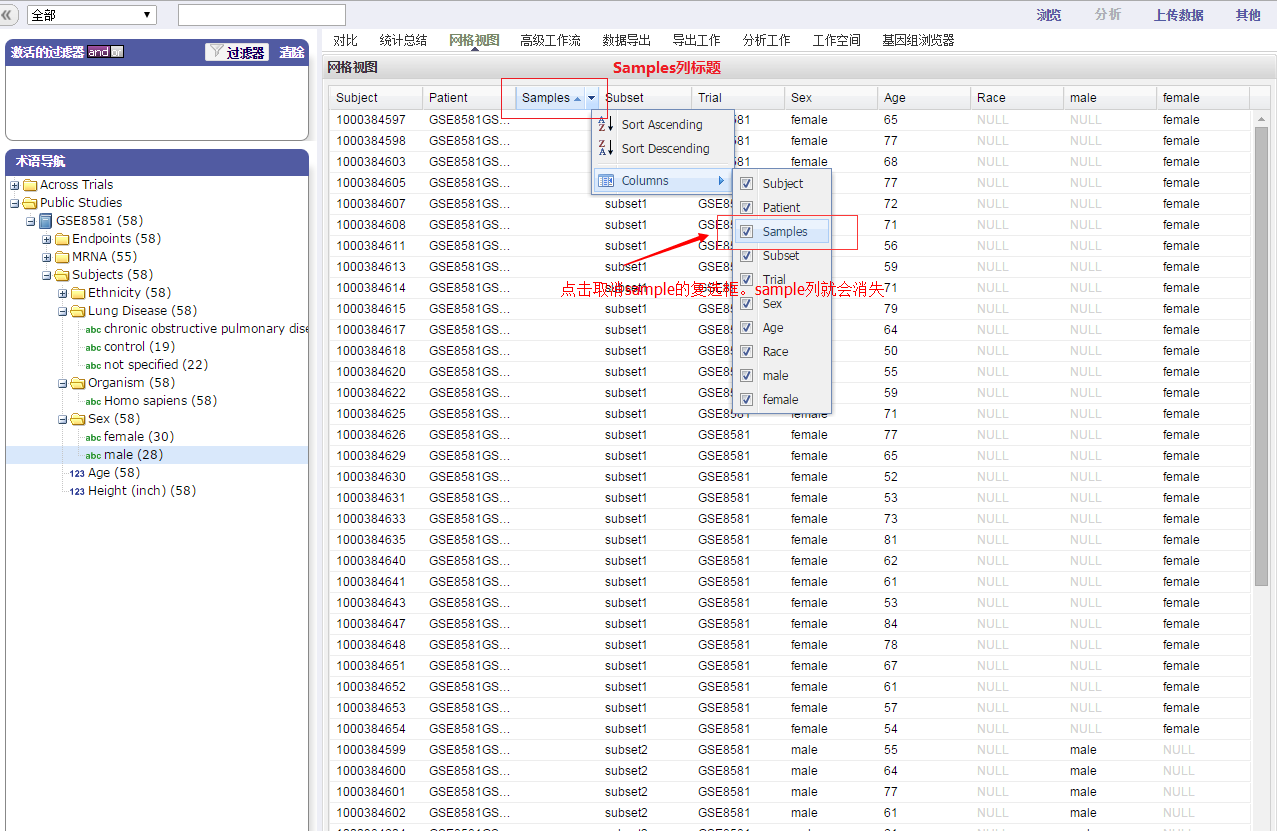 全部
浏览 分析 上传数据 其他
激活的过滤器 and or 过滤器 清除
术语导航
Across Trials
Public Studies
GSE8581 (58)
Endpoints (58)
MRNA (55)
Subjects (58)
Ethnicity (58)
Lung Disease (58)
abc chronic obstructive pulmonary dise
abc control (19)
abc not specified (22)
Organism (58)
abc Homo sapiens (58)
Sex (58)
abc female (30)
abc male (28)
123 Age (58)
123 Height (inch) (58)
对比 统计总结 网格视图 高级工作流 数据导出 导出工作 分析工作 工作空间 基因组浏览器
网格视图
Samples列标题
Subject Patient Samples Subset Trial Sex Age Race male female
1000384597 GSE8581GS... 81 female 65 NULL NULL female
1000384598 GSE8581GS... 81 female 77 NULL NULL female
1000384603 GSE8581GS... 81 female 68 NULL NULL female
1000384605 GSE8581GS... 77 NULL NULL female
1000384607 GSE8581GS... subset1 GSE8 72 NULL NULL female
1000384608 GSE8581GS... subset1 GSE8 71 NULL NULL female
1000384611 GSE8581GS... subset1 GSE8 56 NULL NULL female
1000384613 GSE8581GS... subset1 GSE8 59 NULL NULL female
1000384614 GSE8581GS... subset1 GSE8 71 NULL NULL female
1000384615 GSE8581GS... subset1 GSE8 79 NULL NULL female
1000384617 GSE8581GS... subset1 GSE8 64 NULL NULL female
1000384618 GSE8581GS... subset1 GSE8 50 NULL NULL female
1000384620 GSE8581GS... subset1 GSE8 55 NULL NULL female
1000384622 GSE8581GS... subset1 GSE8 59 NULL NULL female
1000384625 GSE8581GS... subset1 GSE8581 female 71 NULL NULL female
1000384626 GSE8581GS... subset1 GSE8581 female 77 NULL NULL female
1000384629 GSE8581GS... subset1 GSE8581 female 65 NULL NULL female
1000384630 GSE8581GS... subset1 GSE8581 female 52 NULL NULL female
1000384631 GSE8581GS... subset1 GSE8581 female 53 NULL NULL female
1000384633 GSE8581GS... subset1 GSE8581 female 73 NULL NULL female
1000384635 GSE8581GS... subset1 GSE8581 female 81 NULL NULL female
1000384640 GSE8581GS... subset1 GSE8581 female 62 NULL NULL female
1000384641 GSE8581GS... subset1 GSE8581 female 61 NULL NULL female
1000384643 GSE8581GS... subset1 GSE8581 female 53 NULL NULL female
1000384647 GSE8581GS... subset1 GSE8581 female 84 NULL NULL female
1000384648 GSE8581GS... subset1 GSE8581 female 78 NULL NULL female
1000384651 GSE8581GS... subset1 GSE8581 female 67 NULL NULL female
1000384652 GSE8581GS... subset1 GSE8581 female 61 NULL NULL female
1000384653 GSE8581GS... subset1 GSE8581 female 57 NULL NULL female
1000384654 GSE8581GS... subset1 GSE8581 female 54 NULL NULL female
1000384599 GSE8581GS... subset2 GSE8581 male 55 NULL male NULL
1000384600 GSE8581GS... subset2 GSE8581 male 64 NULL male NULL
1000384601 GSE8581GS... subset2 GSE8581 male 77 NULL male NULL
1000384602 GSE8581GS... subset2 GSE8581 male 61 NULL male NULL
Sort Ascending
Sort Descending
Columns
Subject
Patient
Samples
Subset
Trial
Sex
Age
Race
male
female
点击取消sample的复选框。sample列就会消失